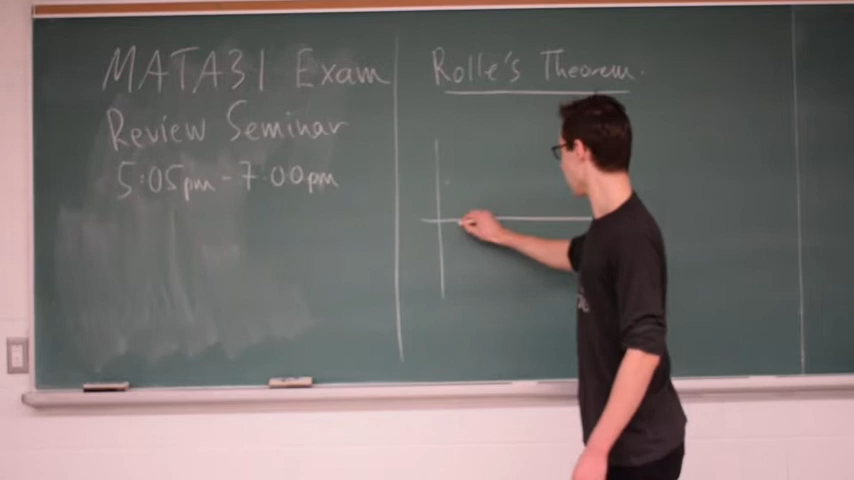 MATA31 Exam
Review Seminar
5:05pm - 7:00pm
Rolle's Theorem.